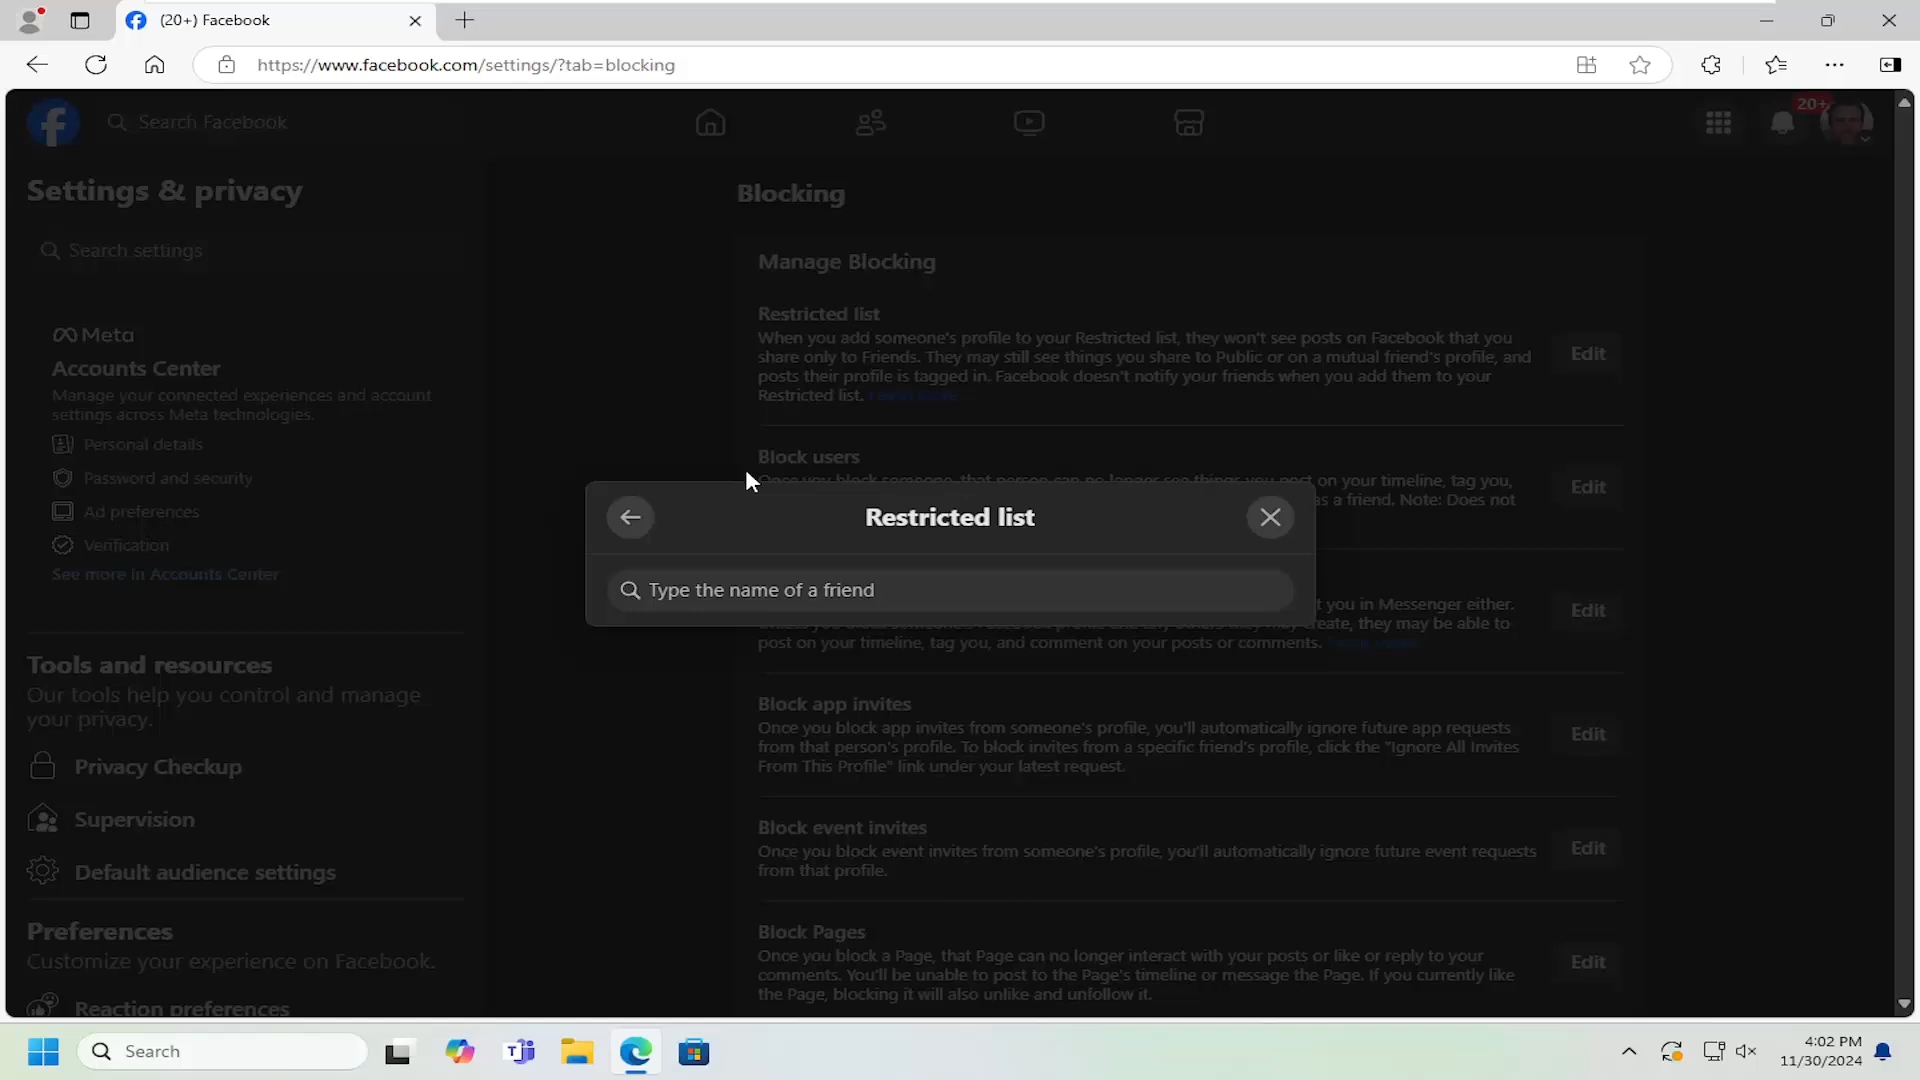 (20+) Facebook
https://www.facebook.com/settings/?tab=blocking
Search Facebook
20+
Settings & privacy
Search settings
Meta
Accounts Center
Manage your connected experiences and account
settings across Meta technologies.
Personal details
Password and security
Ad preferences
Verification
See more in Accounts Center
Tools and resources
Our tools help you control and manage
your privacy.
Privacy Checkup
Supervision
Default audience settings
Preferences
Customize your experience on Facebook.
Reaction preferences
Blocking
Manage Blocking
Restricted list
When you add someone's profile to your Restricted list, they won't see posts on Facebook that you
share only to Friends. They may still see things you share to Public or on a mutual friend's profile, and
posts their profile is tagged in. Facebook doesn't notify your friends when you add them to your
Restricted list.
Edit
Block users
Once you block someone, that person can no longer see things you post on your timeline, tag you,
as a friend. Note: Does not
Edit
Restricted list
Type the name of a friend
t you in Messenger either.
create, they may be able to
post on your timeline, tag you, and comment on your posts or comments.
Edit
Block app invites
Once you block app invites from someone's profile, you'll automatically ignore future app requests
from that person's profile. To block invites from a specific friend's profile, click the "Ignore All Invites
From This Profile" link under your latest request.
Edit
Block event invites
Once you block event invites from someone's profile, you'll automatically ignore future event requests
from that profile.
Edit
Block Pages
Once you block a Page, that Page can no longer interact with your posts or like or reply to your
comments. You'll be unable to post to the Page's timeline or message the Page. If you currently like
the Page, blocking it will also unlike and unfollow it.
Edit
Search
4:02 PM
11/30/2024